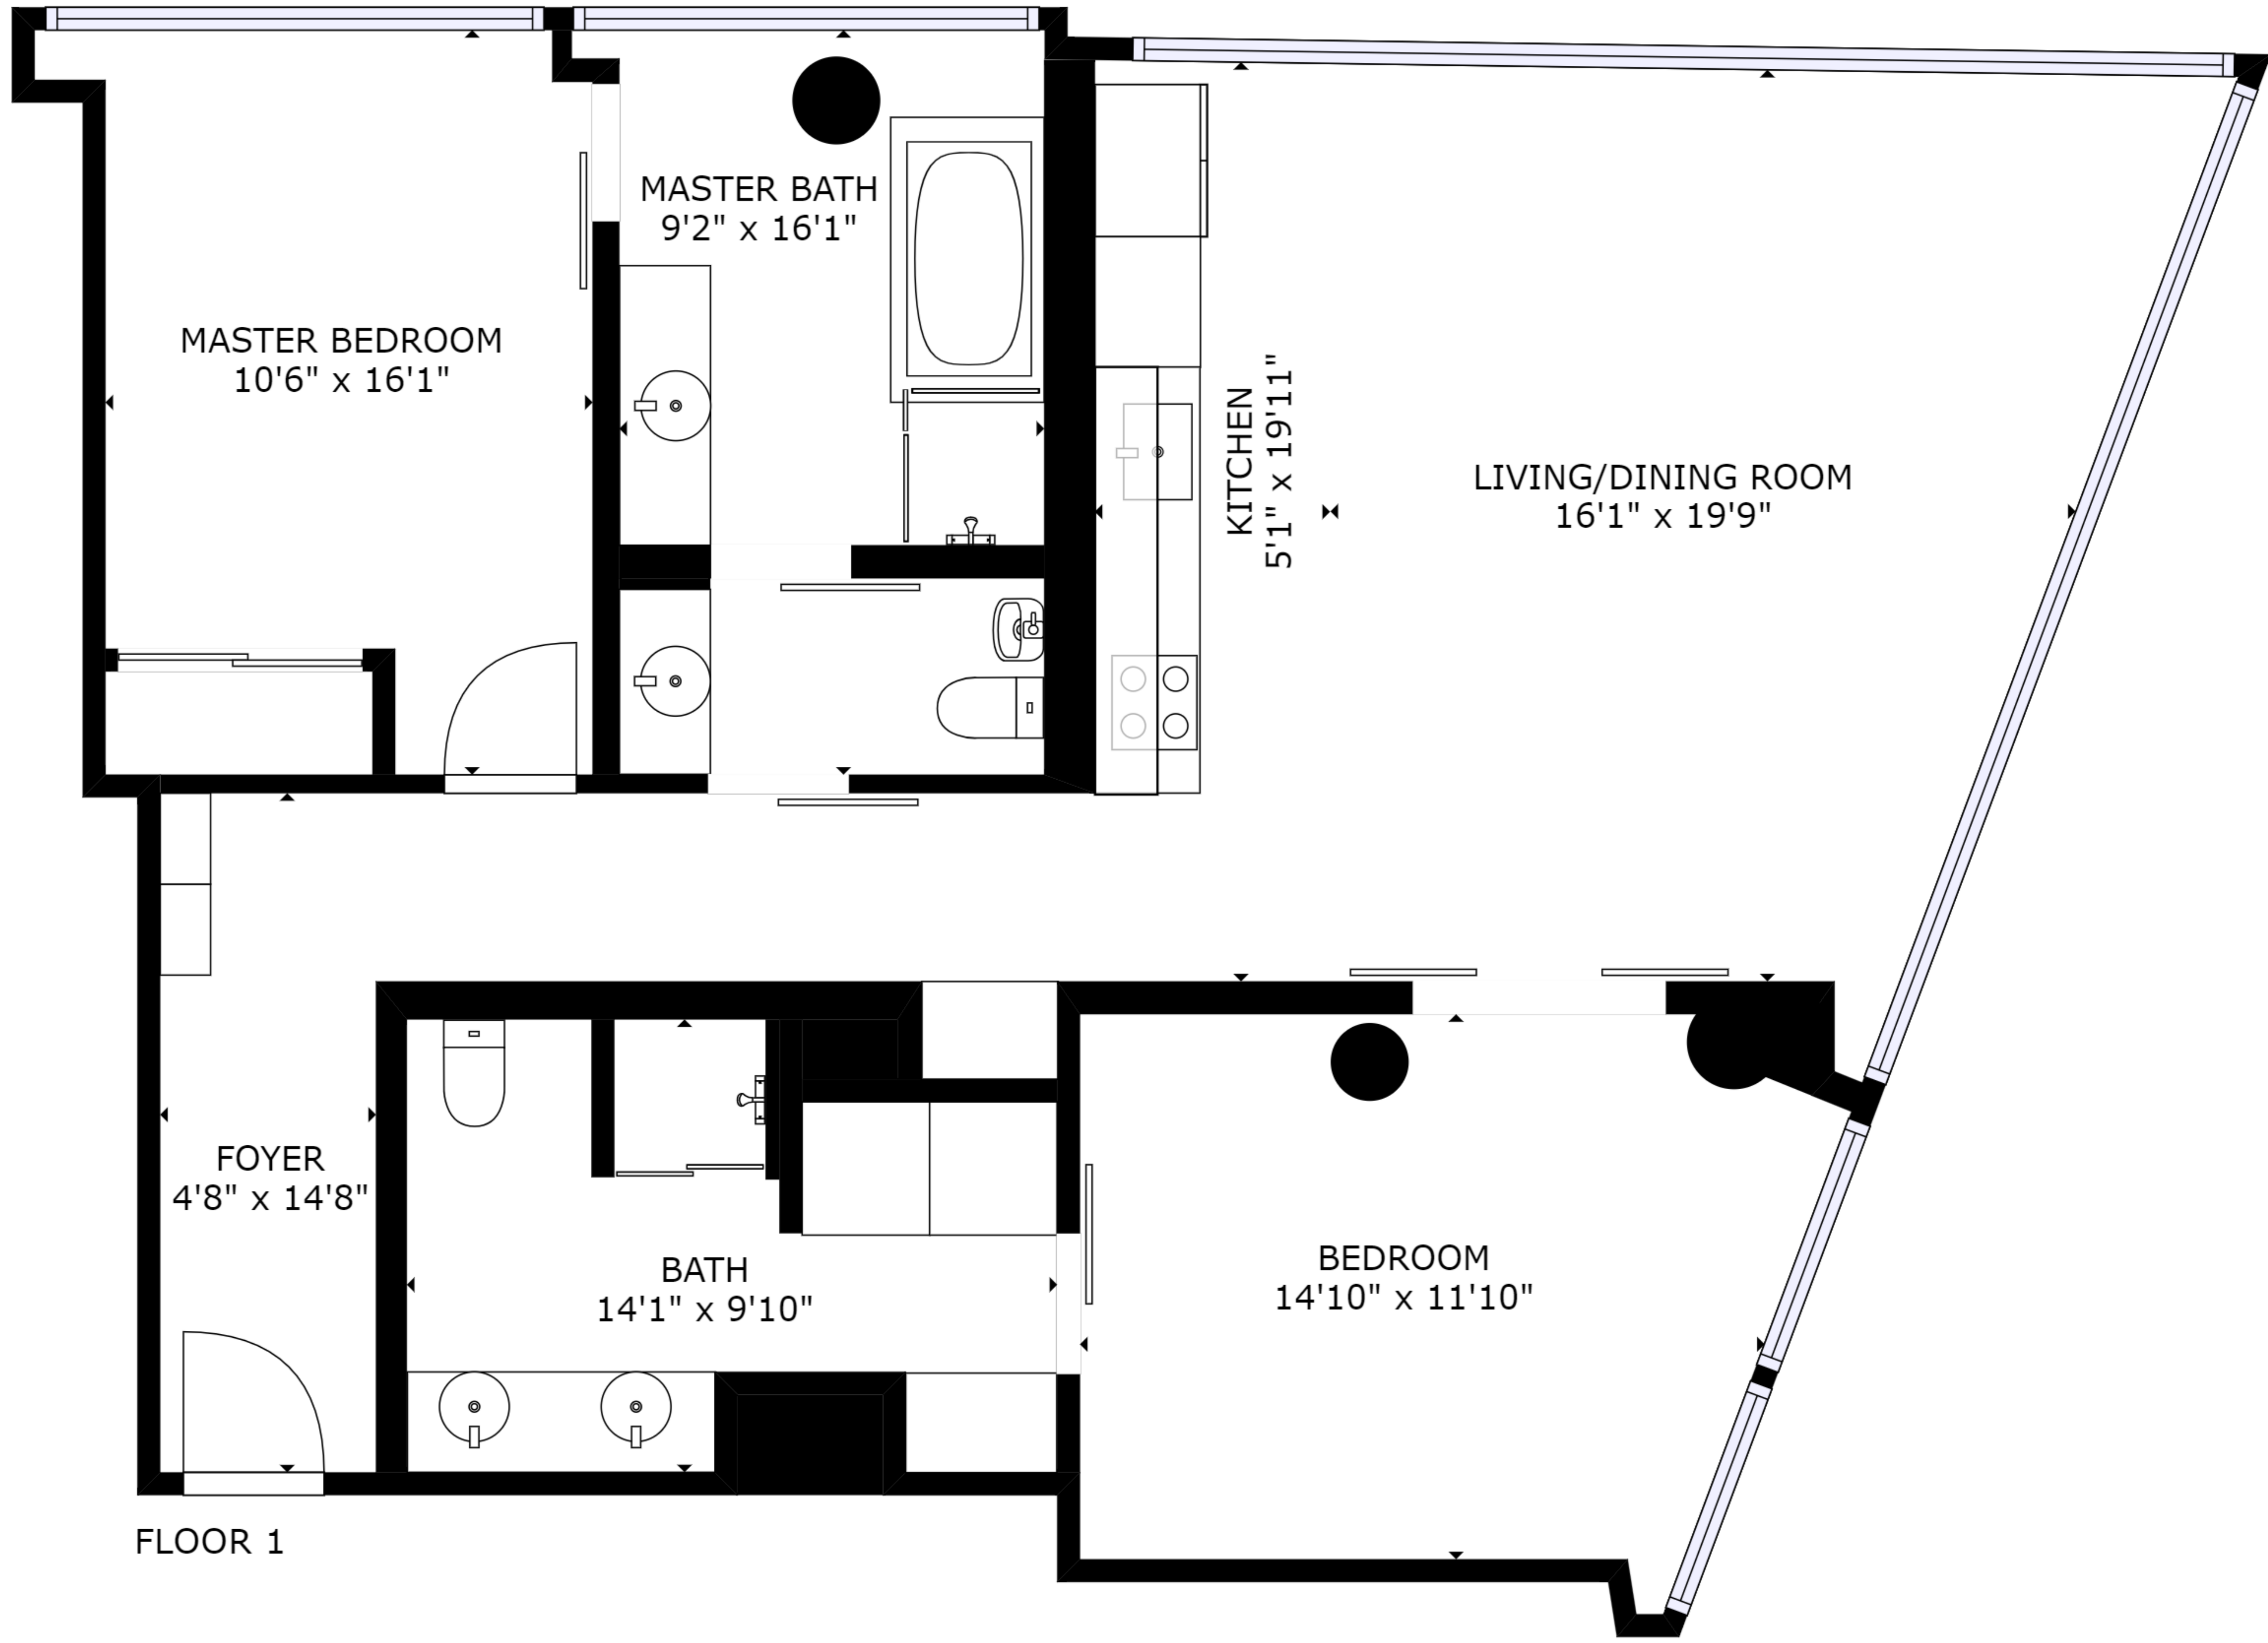 MASTER BATH
9'2" x 16'1"
MASTER BEDROOM
10'6" x 16'1"
KITCHEN
5'1" x 19'11"
LIVING/DINING ROOM
16'1" x 19'9"
FOYER
4'8" x 14'8"
BATH
14'1" x 9'10"
BEDROOM
14'10" x 11'10"
FLOOR 1